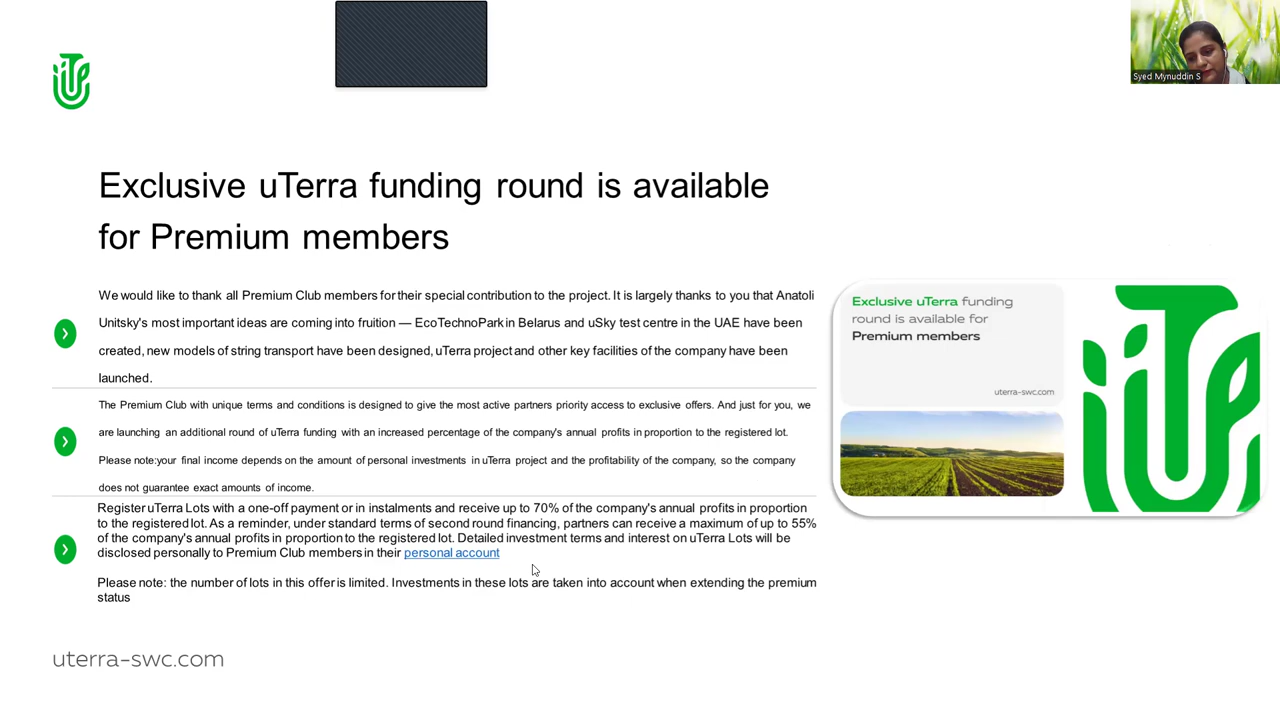 Syed Mynuddin S
Exclusive uTerra funding round is available
for Premium members
We would like to thank all Premium Club members for their special contribution to the project. It is largely thanks to you that Anatoli
Unitsky's most important ideas are coming into fruition — EcoTechnoPark in Belarus and uSky test centre in the UAE have been
created, new models of string transport have been designed, uTerra project and other key facilities of the company have been
launched.
The Premium Club with unique terms and conditions is designed to give the most active partners priority access to exclusive offers. And just for you, we
are launching an additional round of uTerra funding with an increased percentage of the company's annual profits in proportion to the registered lot.
Please note:your final income depends on the amount of personal investments in uTerra project and the profitability of the company, so the company
does not guarantee exact amounts of income.
Register uTerra Lots with a one-off payment or in instalments and receive up to 70% of the company's annual profits in proportion
to the registered lot. As a reminder, under standard terms of second round financing, partners can receive a maximum of up to 55%
of the company's annual profits in proportion to the registered lot. Detailed investment terms and interest on uTerra Lots will be
disclosed personally to Premium Club members in their personal account
Please note: the number of lots in this offer is limited. Investments in these lots are taken into account when extending the premium
status
Exclusive uTerra funding
round is available for
Premium members
uterra-swc.com
uterra-swc.com